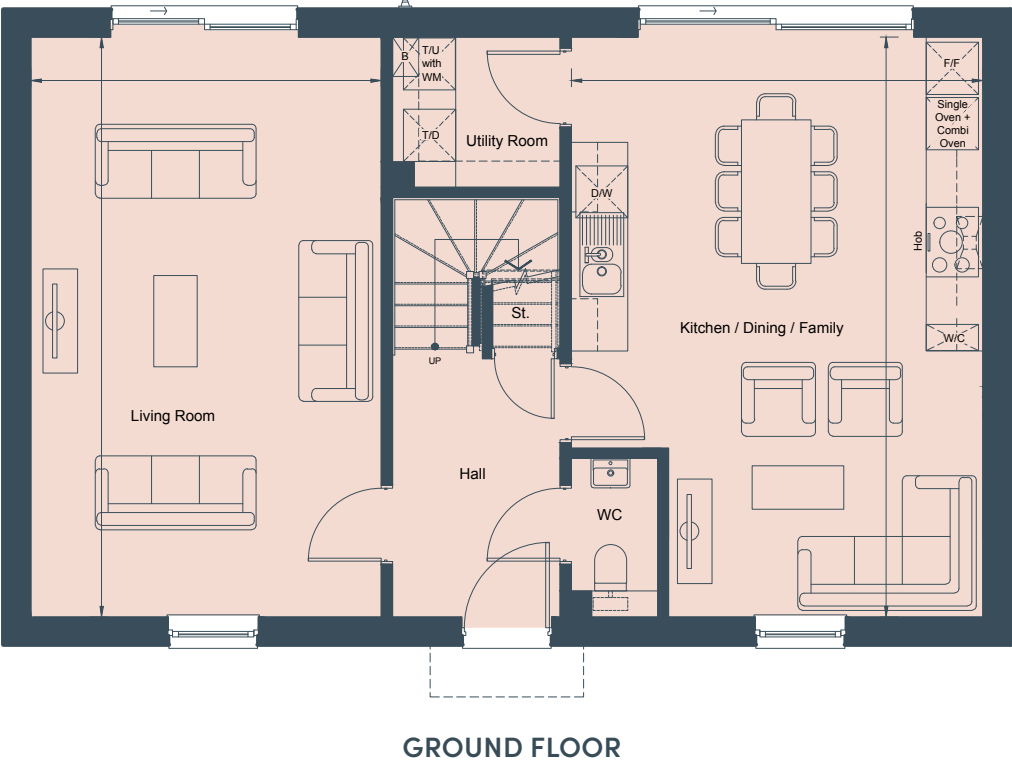 B
T/U
with
WM
T/D
Utility Room
F/F
Single
Oven +
Combi
Oven
D/W
Hob
St.
Kitchen / Dining / Family
W/C
UP
Living Room
Hall
WC
GROUND FLOOR